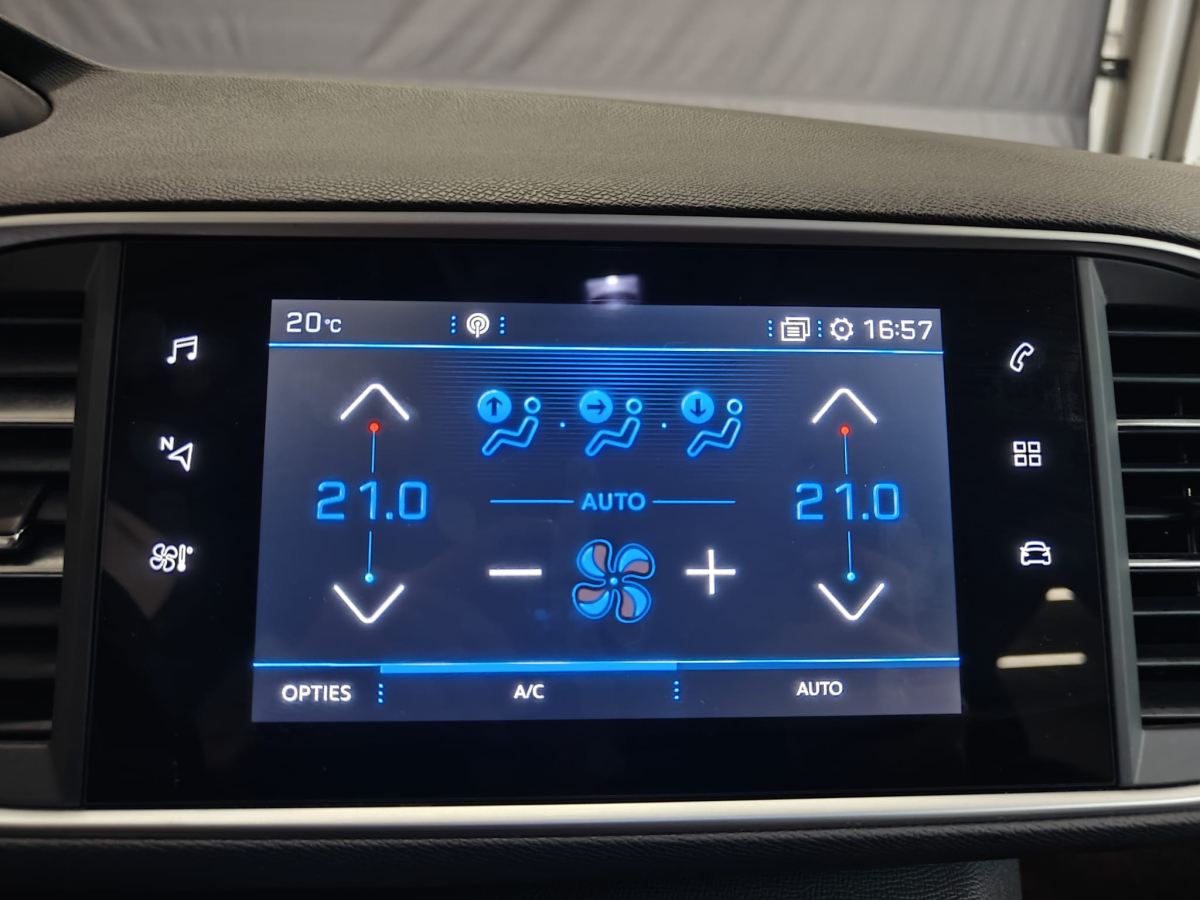 20°C
16:57
N
21.0
AUTO
21.0
OPTIES
A/C
AUTO